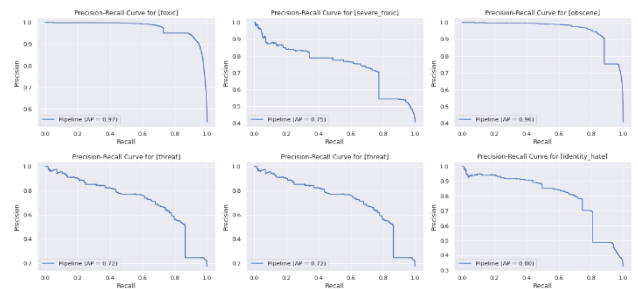 Precision-Recall Curve for [toxic]
Precision
1.0
0.9
0.8
0.7
0.6
Pipeline (AP = 0.97)
0.0 0.2 0.4 0.6 0.8 1.0
Recall
Precision-Recall Curve for [severe_toxic]
Precision
1.0
0.9
0.8
0.7
0.6
0.5
0.4
Pipeline (AP = 0.75)
0.0 0.2 0.4 0.6 0.8 1.0
Recall
Precision-Recall Curve for [obscene]
Precision
1.0
0.9
0.8
0.7
0.6
0.5
0.4
Pipeline (AP = 0.96)
0.0 0.2 0.4 0.6 0.8 1.0
Recall
Precision-Recall Curve for [threat]
Precision
1.0
0.8
0.6
0.4
0.2
Pipeline (AP = 0.72)
0.0 0.2 0.4 0.6 0.8 1.0
Recall
Precision-Recall Curve for [threat]
Precision
1.0
0.8
0.6
0.4
0.2
Pipeline (AP = 0.72)
0.0 0.2 0.4 0.6 0.8 1.0
Recall
Precision-Recall Curve for [identity_hate]
Precision
1.0
0.9
0.8
0.7
0.6
0.5
0.4
0.3
Pipeline (AP = 0.80)
0.0 0.2 0.4 0.6 0.8 1.0
Recall